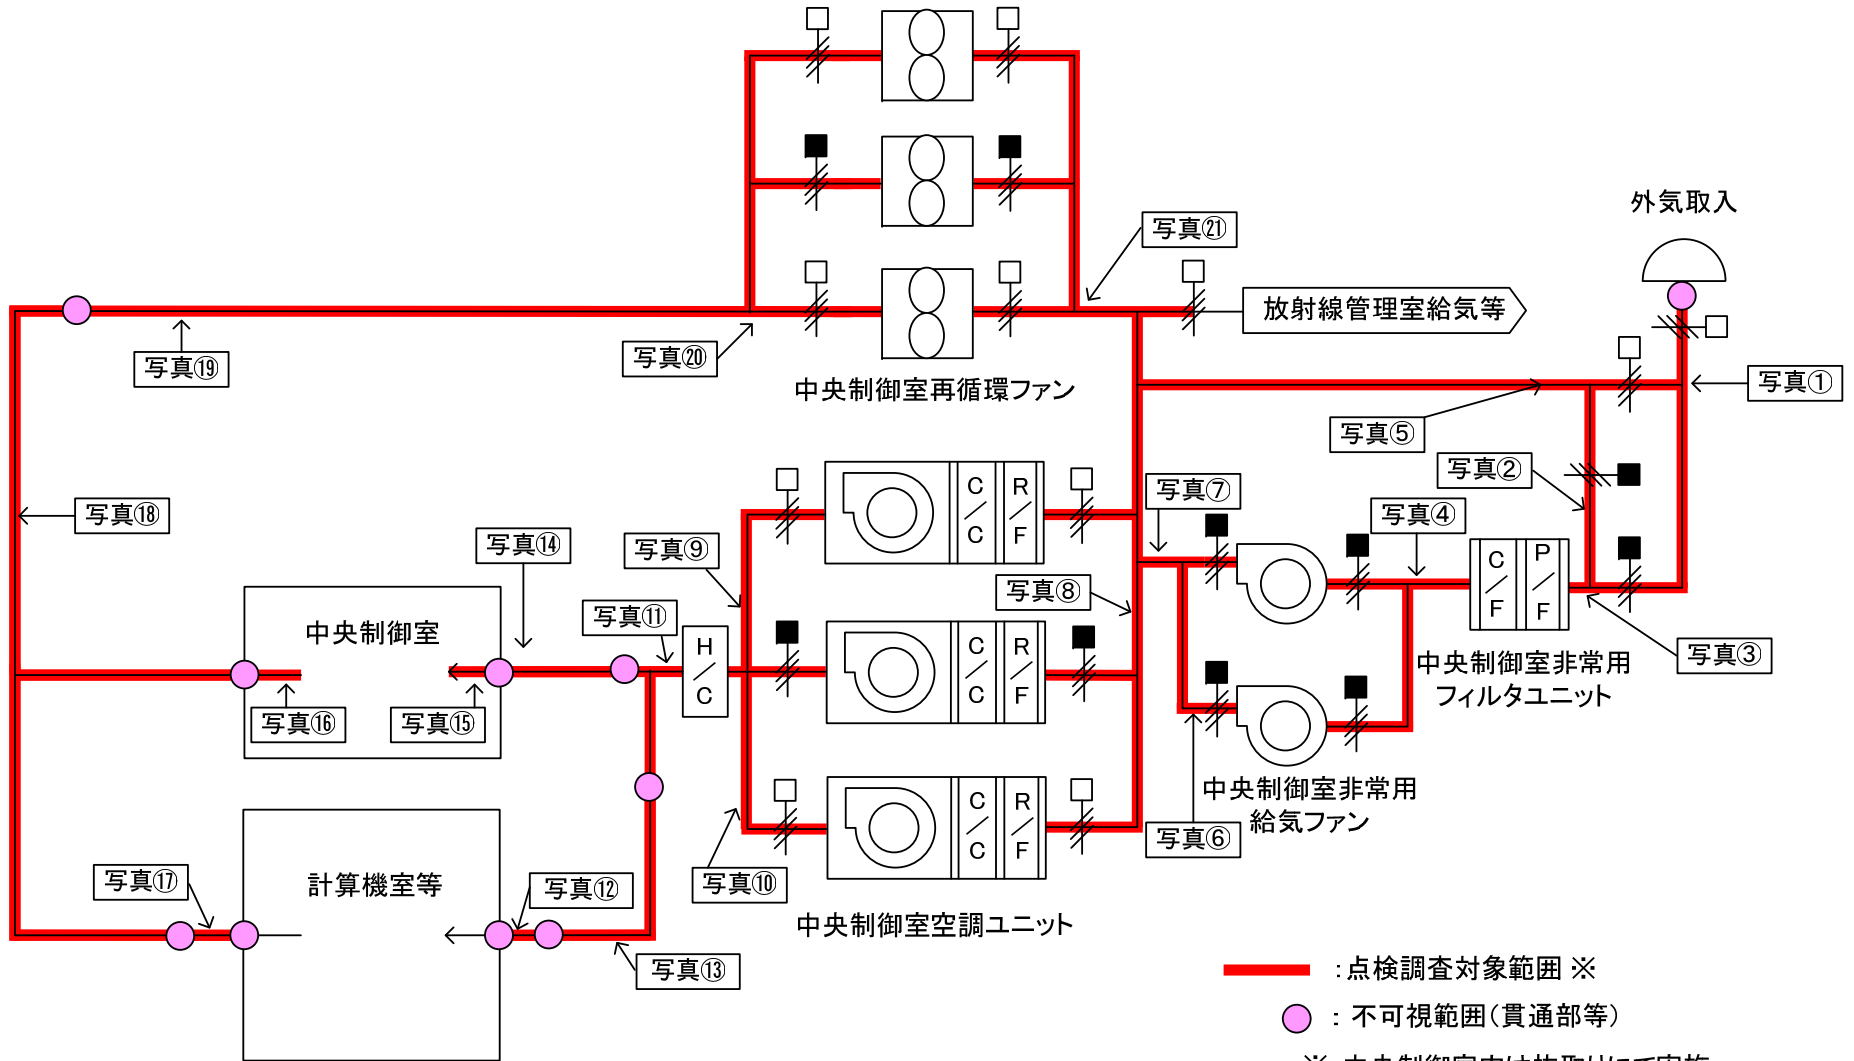 写真㉑
外気取入
放射線管理室給気等
写真⑲
写真⑳
中央制御室再循環ファン
写真①
写真⑤
写真②
写真⑱
写真⑭
写真⑨
写真⑦
写真④
C
C
R
F
写真⑧
C
F
P
F
写真⑪
中央制御室
H
C
C
C
R
F
写真③
中央制御室非常用
フィルタユニット
写真⑯
写真⑮
中央制御室非常用
給気ファン
C
C
R
F
写真⑥
写真⑰
計算機室等
写真⑫
写真⑩
中央制御室空調ユニット
写真⑬
:点検調査対象範囲 ※
: 不可視範囲(貫通部等)